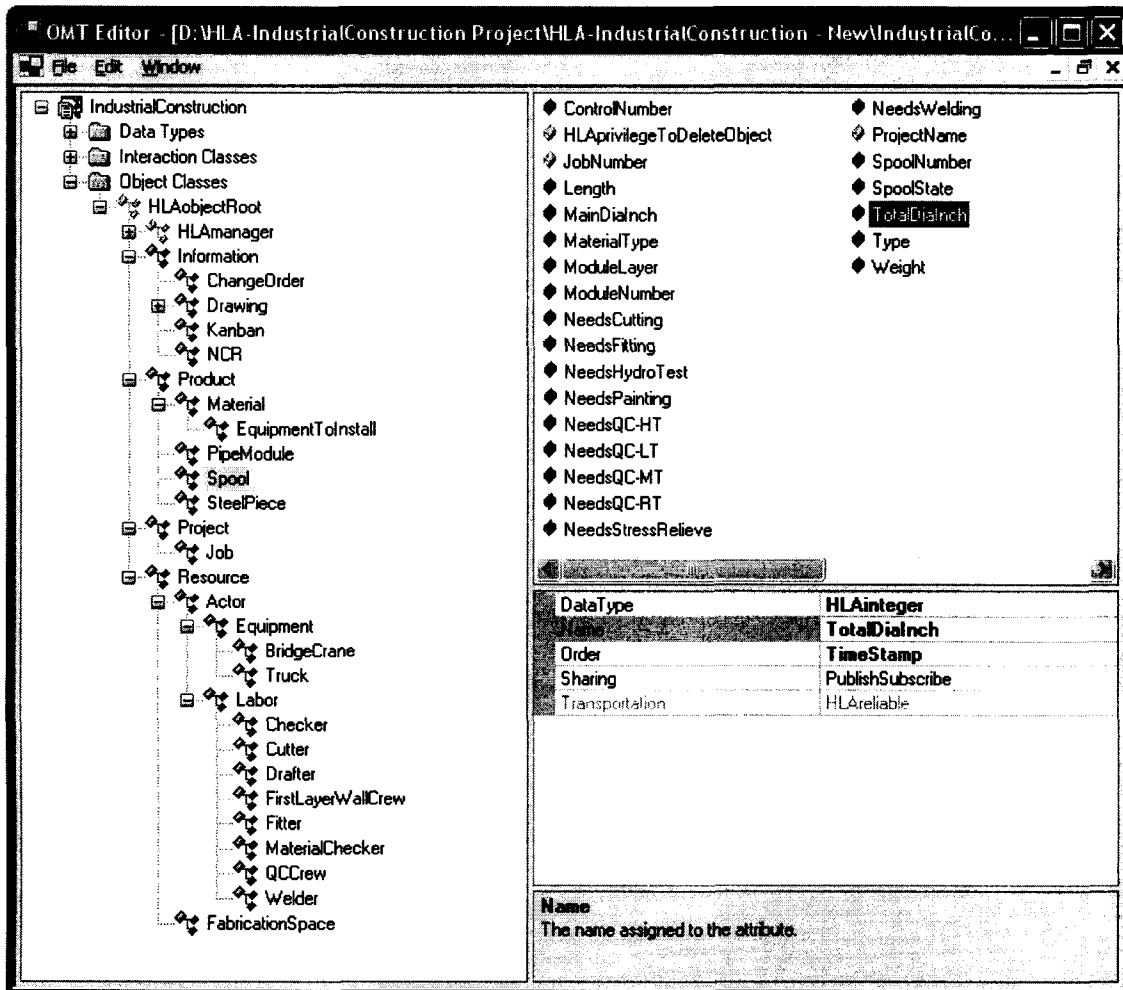 OMT Editor - [D:\HLA-IndustrialConstruction Project\HLA-IndustrialConstruction - New\IndustrialCo...
File Edit Window
IndustrialConstruction
Data Types
Interaction Classes
Object Classes
HLAobjectRoot
HLAmanager
Information
ChangeOrder
Drawing
Kanban
NCR
Product
Material
EquipmentToInstall
PipeModule
Spool
SteelPiece
Project
Job
Resource
Actor
Equipment
BridgeCrane
Truck
Labor
Checker
Cutter
Drafter
FirstLayerWallCrew
Fitter
MaterialChecker
QCCrew
Welder
FabricationSpace
ControlNumber
HLAprivilegeToDeleteObject
JobNumber
Length
MainDiaInch
MaterialType
ModuleLayer
ModuleNumber
NeedsCutting
NeedsFitting
NeedsHydroTest
NeedsPainting
NeedsQC-HT
NeedsQC-LT
NeedsQC-MT
NeedsQC-RT
NeedsStressRelieve
NeedsWelding
ProjectName
SpoolNumber
SpoolState
TotalDiaInch
Type
Weight
DataType HLAinteger
Name TotalDiaInch
Order TimeStamp
Sharing PublishSubscribe
Transportation HLAreliable
Name
The name assigned to the attribute.